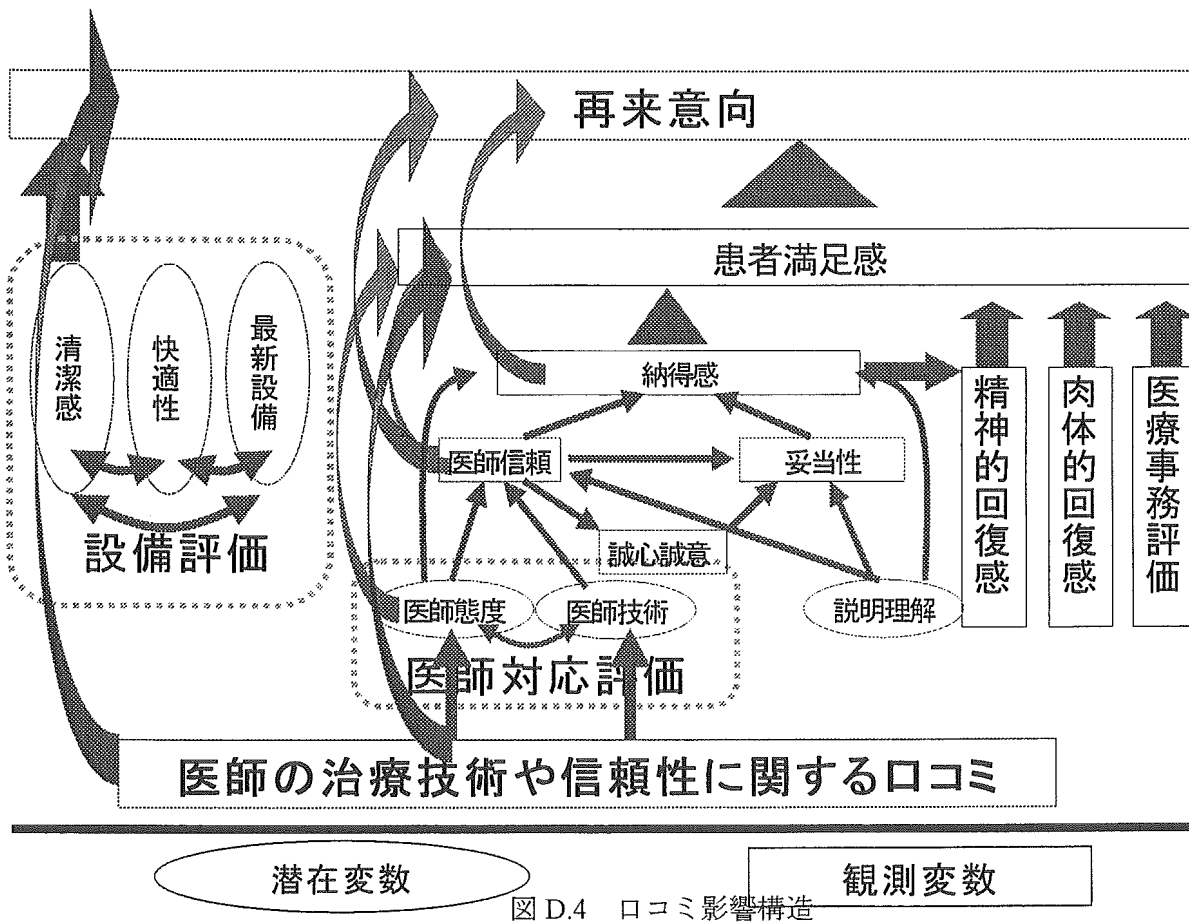 再来意向
患者満足感
清潔感
快適性
最新設備
納得感
精神的回復感
肉体的回復感
医療事務評価
医師信頼
妥当性
設備評価
誠心誠意
医師態度
医師技術
説明理解
医師対応評価
医師の治療技術や信頼性に関する口コミ
潜在変数
観測変数
図 D.4 口コミ影響構造